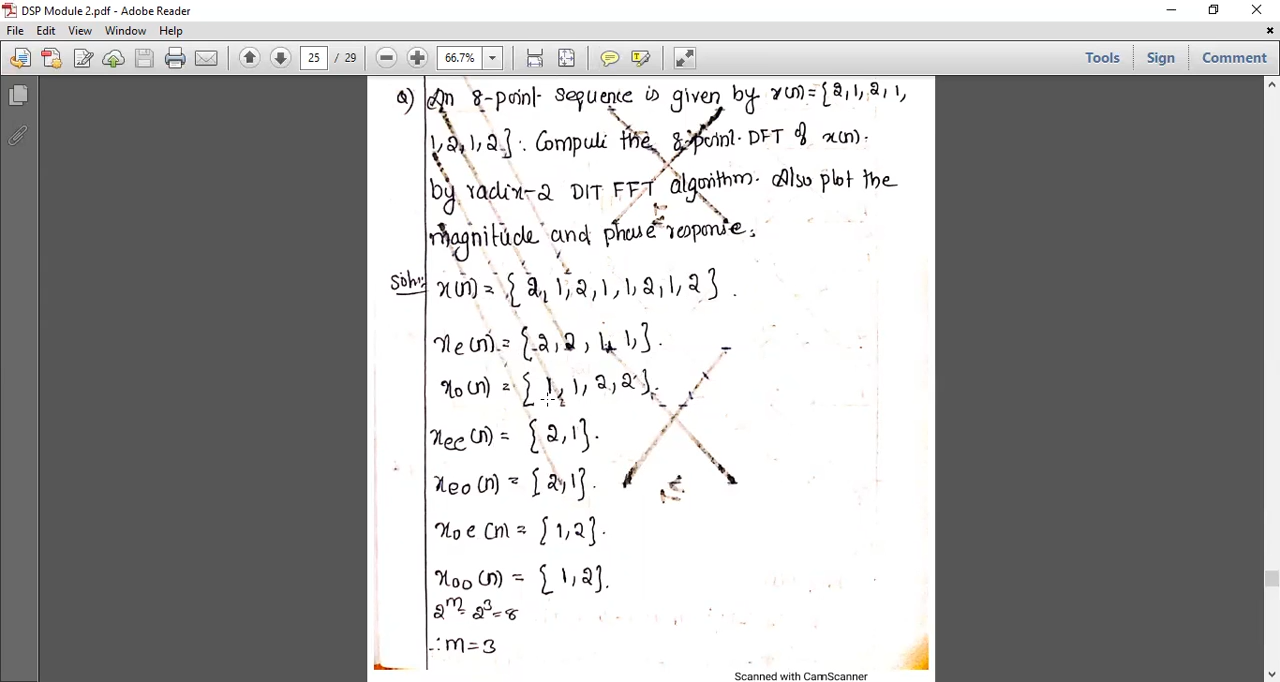 DSP Module 2.pdf - Adobe Reader
File Edit View Window Help
25 / 29 66.7% Tools Sign Comment
Q) An 8-point sequence is given by x(n)={2,1,2,1,
1,2,1,2}. Compute the 8-point DFT of x(n).
by radix-2 DIT FFT algorithm. Also plot the
magnitude and phase response.
Soln:- x(n) = {2,1,2,1,1,2,1,2}.
xe(n) = {2,2,1,1,}.
xo(n) = {1,1,2,2}.
xee(n) = {2,1}.
xeo(n) = {2,1}.
xoe(n) = {1,2}.
xoo(n) = {1,2}.
2^m = 2^3 = 8
∴ m = 3
Scanned with CamScanner